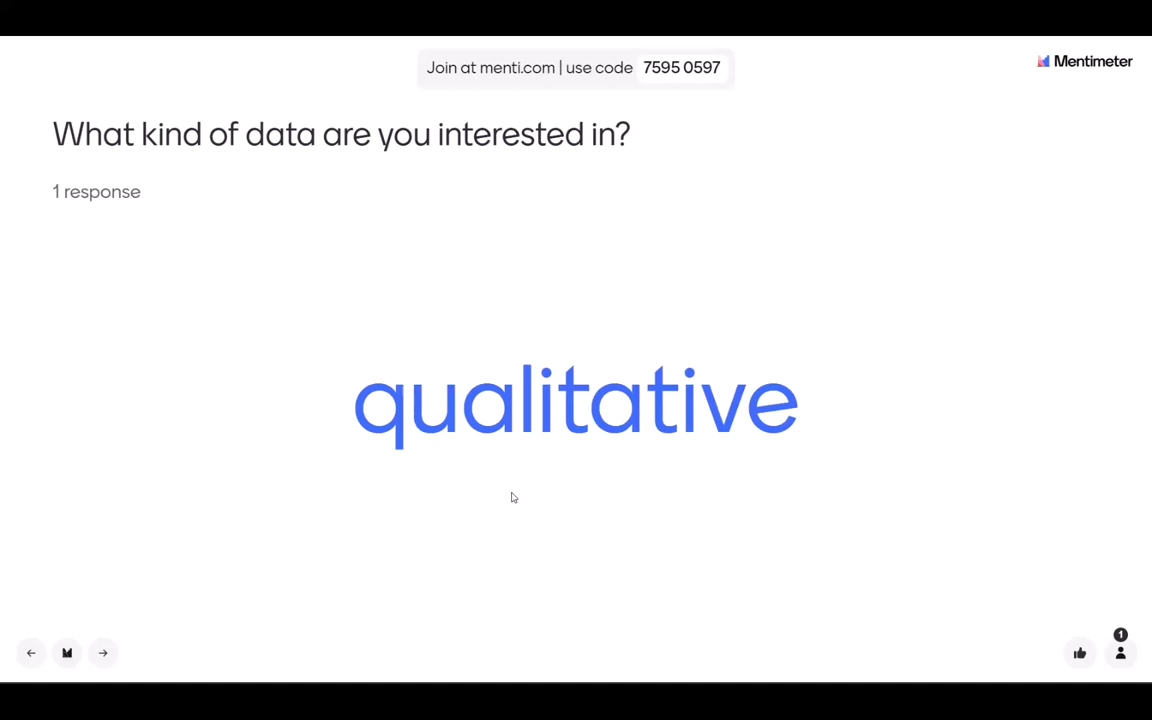 Join at menti.com | use code 7595 0597
Mentimeter
What kind of data are you interested in?
1 response
qualitative
1